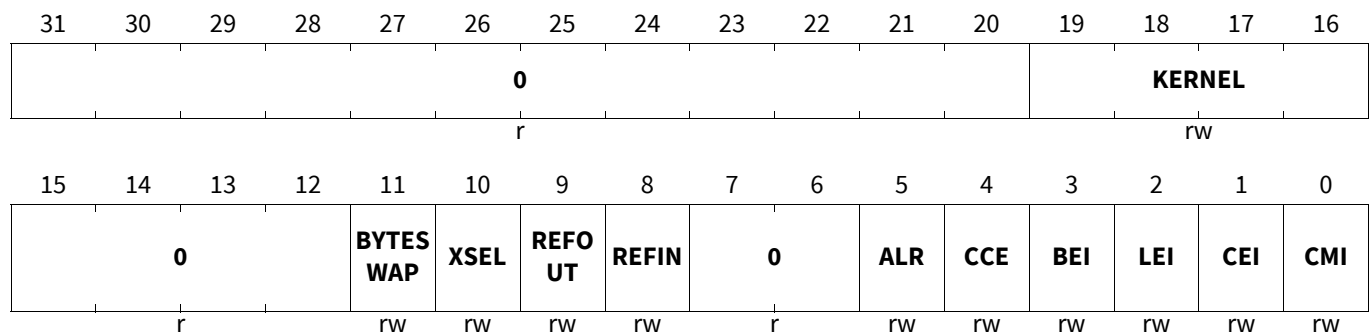 31 30 29 28 27 26 25 24 23 22 21 20 19 18 17 16
0 KERNEL
r rw
15 14 13 12 11 10 9 8 7 6 5 4 3 2 1 0
0 BYTES WAP XSEL REFO UT REFIN 0 ALR CCE BEI LEI CEI CMI
r rw rw rw rw r rw rw rw rw rw rw